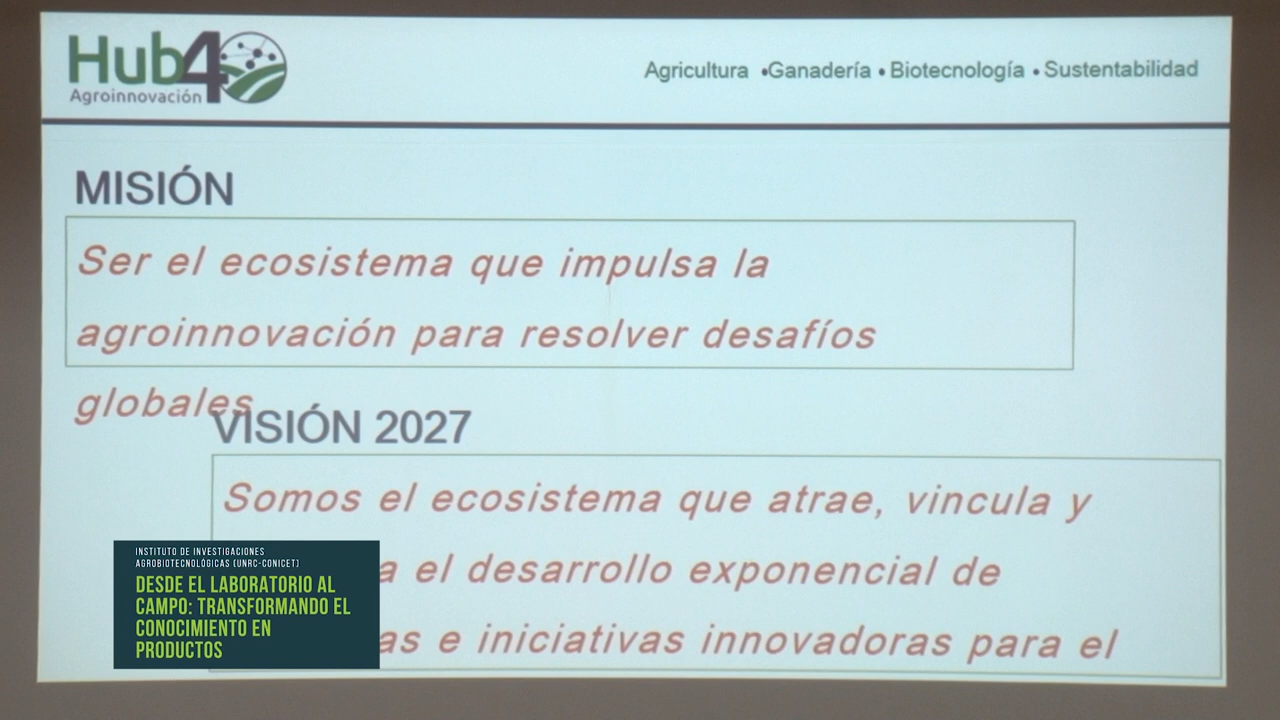 Hub4.0
Agroinnovación
Agricultura •Ganadería • Biotecnología • Sustentabilidad
MISIÓN
Ser el ecosistema que impulsa la
agroinnovación para resolver desafíos
globales
VISIÓN 2027
Somos el ecosistema que atrae, vincula y
a el desarrollo exponencial de
as e iniciativas innovadoras para el
INSTITUTO DE INVESTIGACIONES
AGROBIOTECNOLÓGICAS (UNRC-CONICET)
DESDE EL LABORATORIO AL
CAMPO: TRANSFORMANDO EL
CONOCIMIENTO EN
PRODUCTOS